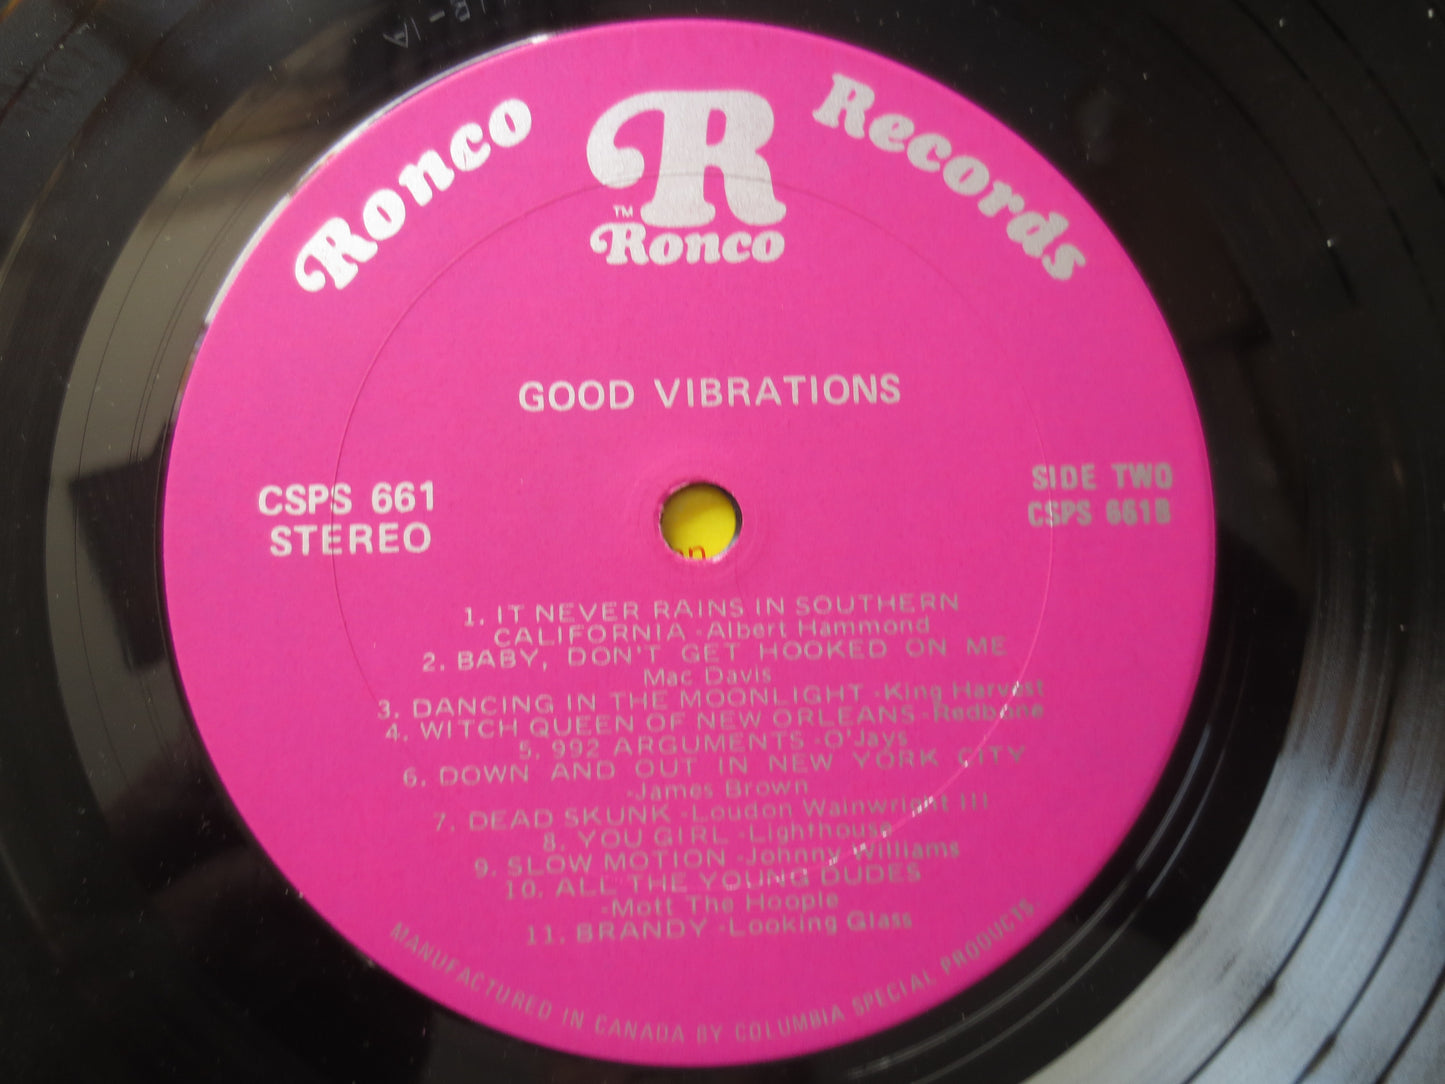 Ronco Records
R
TM
Ronco
GOOD VIBRATIONS
CSPS 661
STEREO
SIDE TWO
CSPS 661B
1. IT NEVER RAINS IN SOUTHERN
CALIFORNIA -Albert Hammond
2. BABY, DON'T GET HOOKED ON ME
Mac Davis
3. DANCING IN THE MOONLIGHT -King Harvest
4. WITCH QUEEN OF NEW ORLEANS -Redbone
5. 992 ARGUMENTS -O'Jays
6. DOWN AND OUT IN NEW YORK CITY
-James Brown
7. DEAD SKUNK -Loudon Wainwright III
8. YOU GIRL -Lighthouse
9. SLOW MOTION -Johnny Williams
10. ALL THE YOUNG DUDES
-Mott The Hoople
11. BRANDY -Looking Glass
MANUFACTURED IN CANADA BY COLUMBIA SPECIAL PRODUCTS.